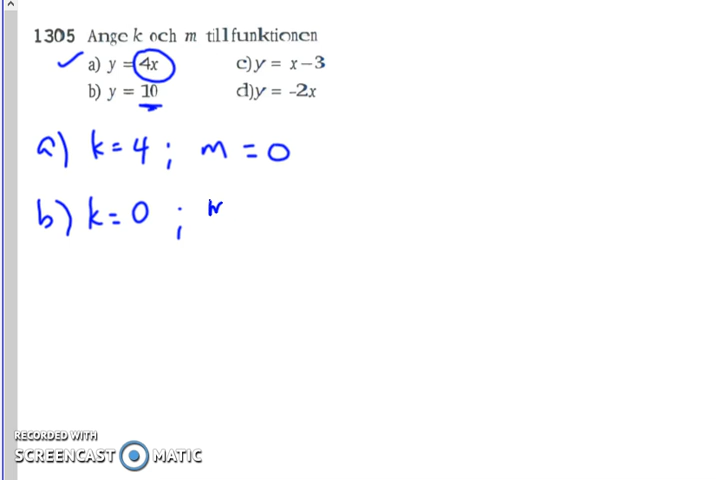 1305 Ange k och m till funktionen
a) y = 4x c)y = x-3
b) y = 10 d)y = -2x
a) k = 4 ; m = 0
b) k = 0 ;
RECORDED WITH
SCREENCAST MATIC